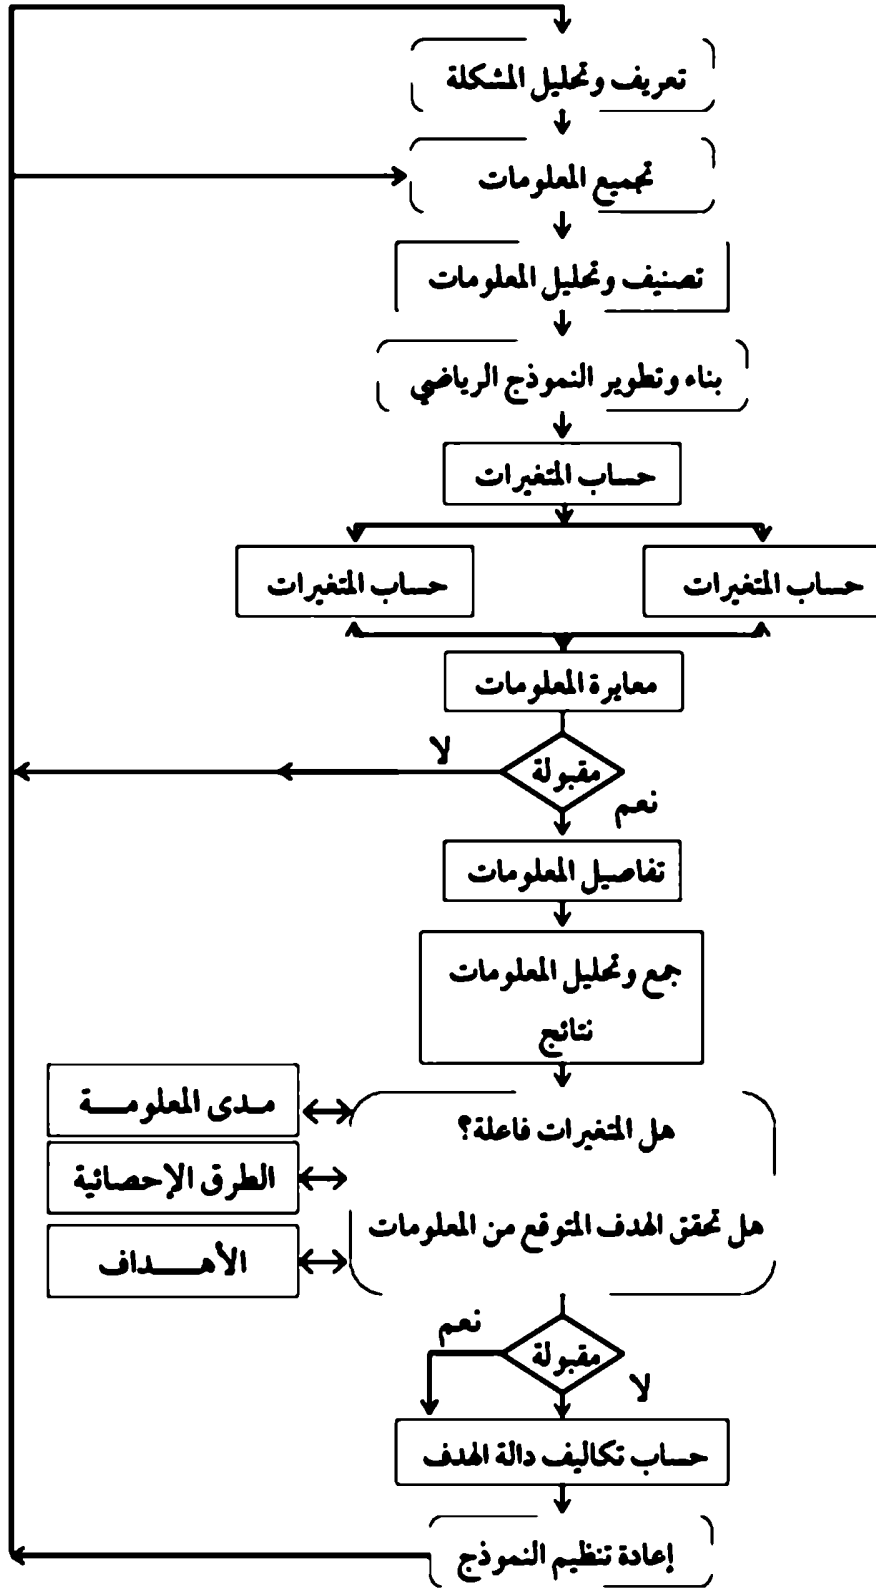 تعريف وتحليل المشكلة
تجميع المعلومات
تصنيف وتحليل المعلومات
بناء وتطوير النموذج الرياضي
حساب المتغيرات
حساب المتغيرات
حساب المتغيرات
معايرة المعلومات
مقبولة
لا
نعم
تفاصيل المعلومات
جمع وتحليل المعلومات
نتائج
هل المتغيرات فاعلة؟
هل تحقق الهدف المتوقع من المعلومات
مدى المعلومة
الطرق الإحصائية
الأهداف
مقبولة
نعم
لا
حساب تكاليف دالة الهدف
إعادة تنظيم النموذج